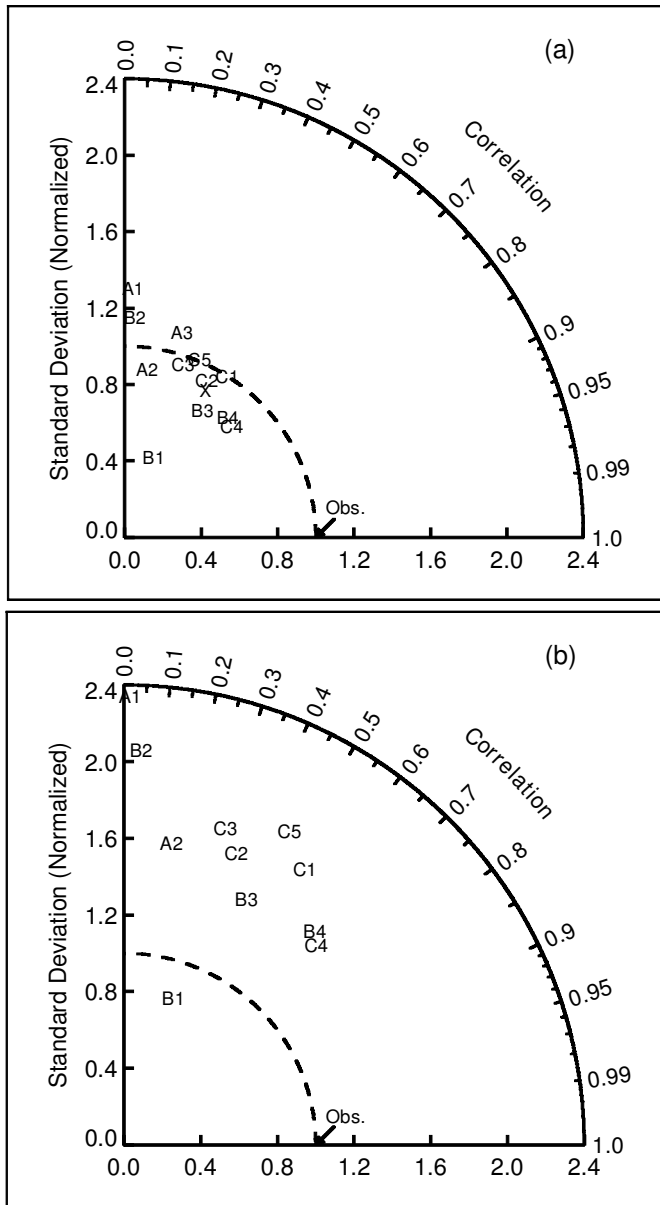 (a)
0.0
0.1
0.2
0.3
0.4
0.5
0.6
0.7
0.8
0.9
0.95
0.99
1.0
Correlation
Standard Deviation (Normalized)
2.4
2.0
1.6
1.2
0.8
0.4
0.0
A1
B2
A3
A2
C5
C3
C1
C2
X
B3
B4
C4
B1
Obs.
0.0 0.4 0.8 1.2 1.6 2.0 2.4
(b)
0.0
0.1
0.2
0.3
0.4
0.5
0.6
0.7
0.8
0.9
0.95
0.99
1.0
Correlation
Standard Deviation (Normalized)
2.4
2.0
1.6
1.2
0.8
0.4
0.0
A1
B2
C3
C5
A2
C2
C1
B3
B4
C4
B1
Obs.
0.0 0.4 0.8 1.2 1.6 2.0 2.4